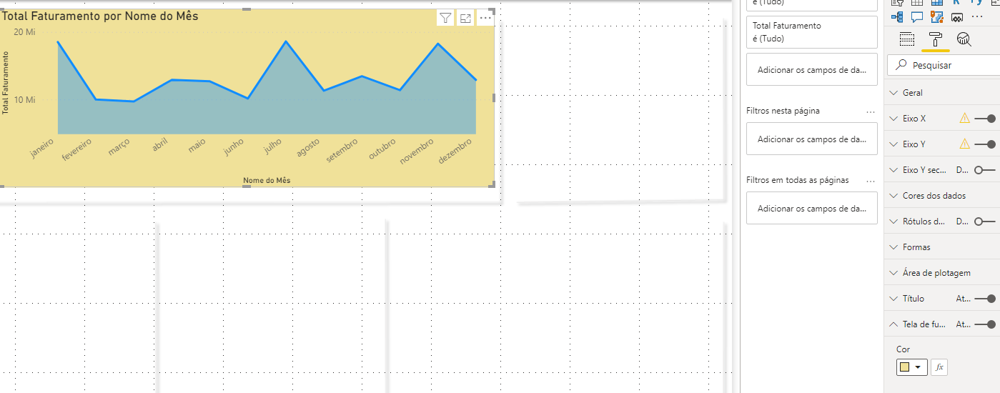 Total Faturamento por Nome do Mês
20 Mi
10 Mi
Total Faturamento
janeiro
fevereiro
março
abril
maio
junho
julho
agosto
setembro
outubro
novembro
dezembro
Nome do Mês
é (Tudo)
Total Faturamento
é (Tudo)
Adicionar os campos de da...
Filtros nesta página
Adicionar os campos de da...
Filtros em todas as páginas
Adicionar os campos de da...
Pesquisar
Geral
Eixo X
Eixo Y
Eixo Y sec... D...
Cores dos dados
Rótulos d... D...
Formas
Área de plotagem
Título At...
Tela de fu... At...
Cor
fx